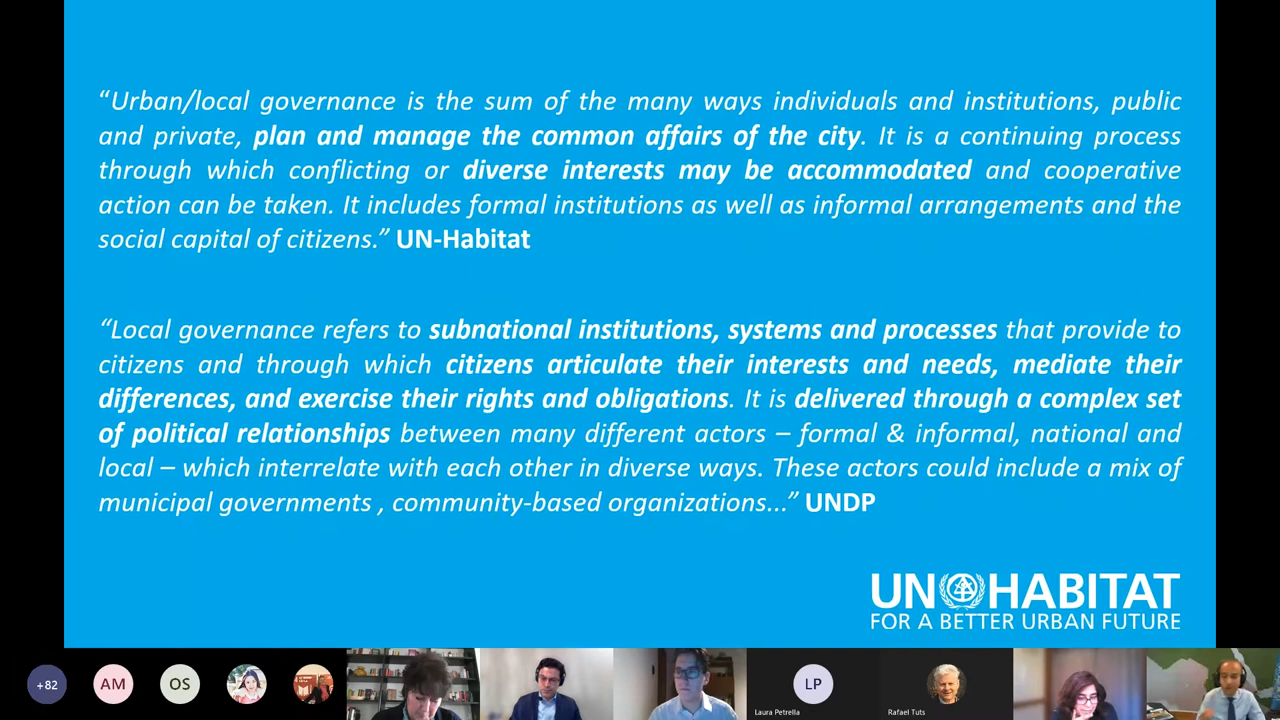 “Urban/local governance is the sum of the many ways individuals and institutions, public
and private, plan and manage the common affairs of the city. It is a continuing process
through which conflicting or diverse interests may be accommodated and cooperative
action can be taken. It includes formal institutions as well as informal arrangements and the
social capital of citizens.” UN-Habitat
“Local governance refers to subnational institutions, systems and processes that provide to
citizens and through which citizens articulate their interests and needs, mediate their
differences, and exercise their rights and obligations. It is delivered through a complex set
of political relationships between many different actors – formal & informal, national and
local – which interrelate with each other in diverse ways. These actors could include a mix of
municipal governments , community-based organizations...” UNDP
UN HABITAT
FOR A BETTER URBAN FUTURE
+82
AM
OS
LP
Laura Petrella
Rafael Tuts